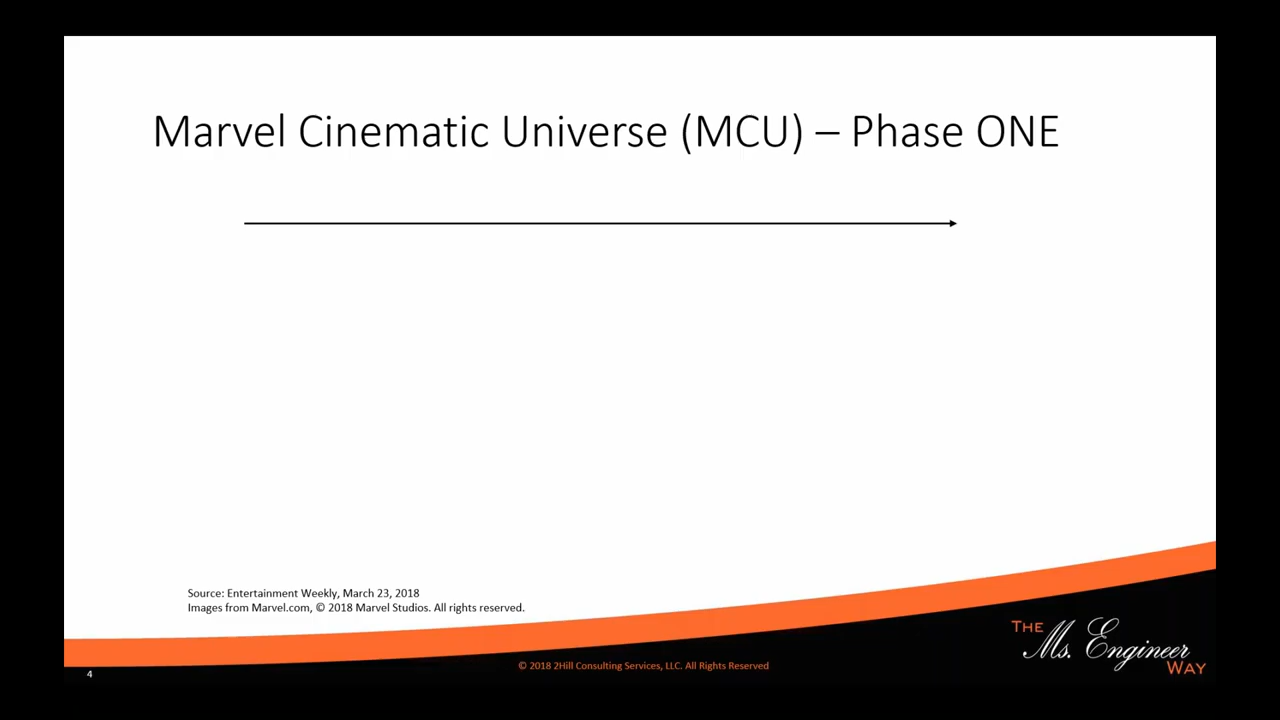 Marvel Cinematic Universe (MCU) – Phase ONE
Source: Entertainment Weekly, March 23, 2018
Images from Marvel.com, © 2018 Marvel Studios. All rights reserved.
4
© 2018 2Hill Consulting Services, LLC. All Rights Reserved
THE
Ms. Engineer
WAY